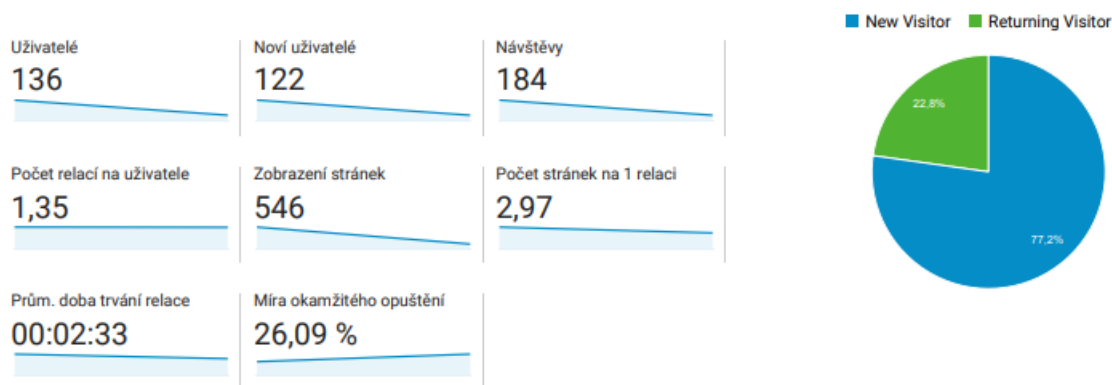 New Visitor
Returning Visitor
Uživatelé
136
Noví uživatelé
122
Návštěvy
184
Počet relací na uživatele
1,35
Zobrazení stránek
546
Počet stránek na 1 relaci
2,97
Prům. doba trvání relace
00:02:33
Míra okamžitého opuštění
26,09 %
22,8%
77,2%